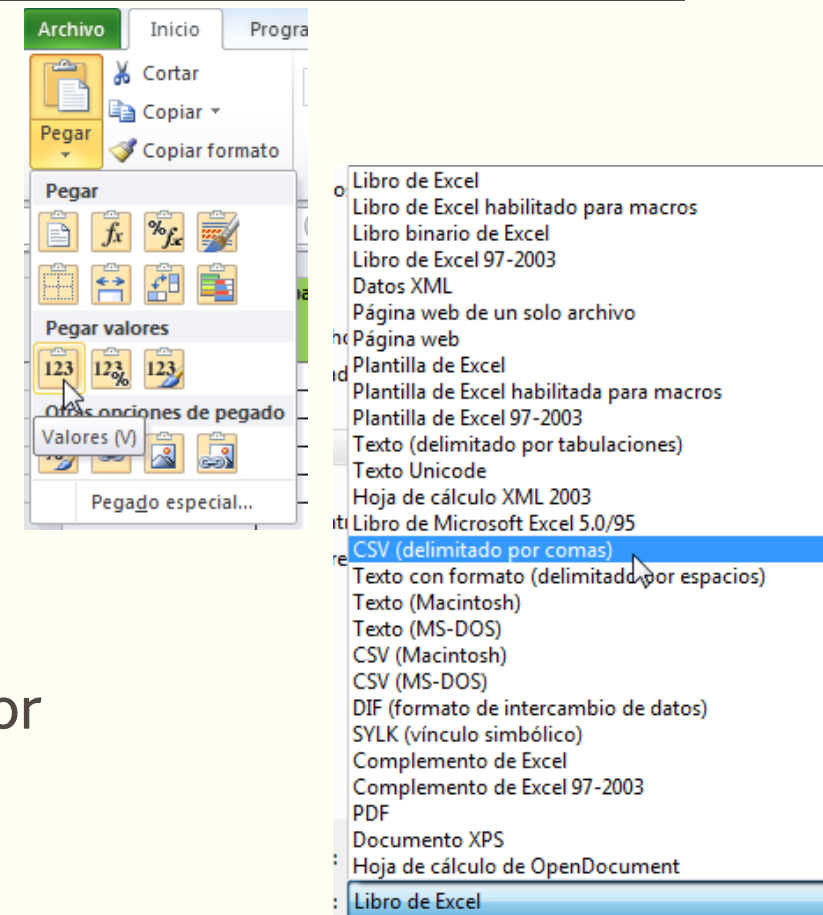 Archivo Inicio Progra
Cortar
Copiar
Pegar
Copiar formato
Pegar
fx % fx
Pegar valores
123 123 % 123
Otras opciones de pegado
Valores (V)
%
Pegado especial...
or
Libro de Excel
Libro de Excel habilitado para macros
Libro binario de Excel
Libro de Excel 97-2003
Datos XML
Página web de un solo archivo
Página web
Plantilla de Excel
Plantilla de Excel habilitada para macros
Plantilla de Excel 97-2003
Texto (delimitado por tabulaciones)
Texto Unicode
Hoja de cálculo XML 2003
Libro de Microsoft Excel 5.0/95
CSV (delimitado por comas)
Texto con formato (delimitado por espacios)
Texto (Macintosh)
Texto (MS-DOS)
CSV (Macintosh)
CSV (MS-DOS)
DIF (formato de intercambio de datos)
SYLK (vínculo simbólico)
Complemento de Excel
Complemento de Excel 97-2003
PDF
Documento XPS
Hoja de cálculo de OpenDocument
Libro de Excel